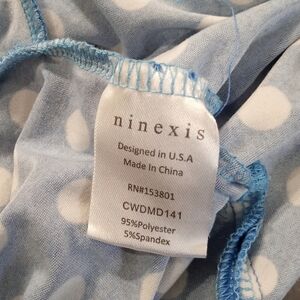 ninexis
Designed in U.S.A
Made In China
RN#153801
CWDMD141
95%Polyester
5%Spandex